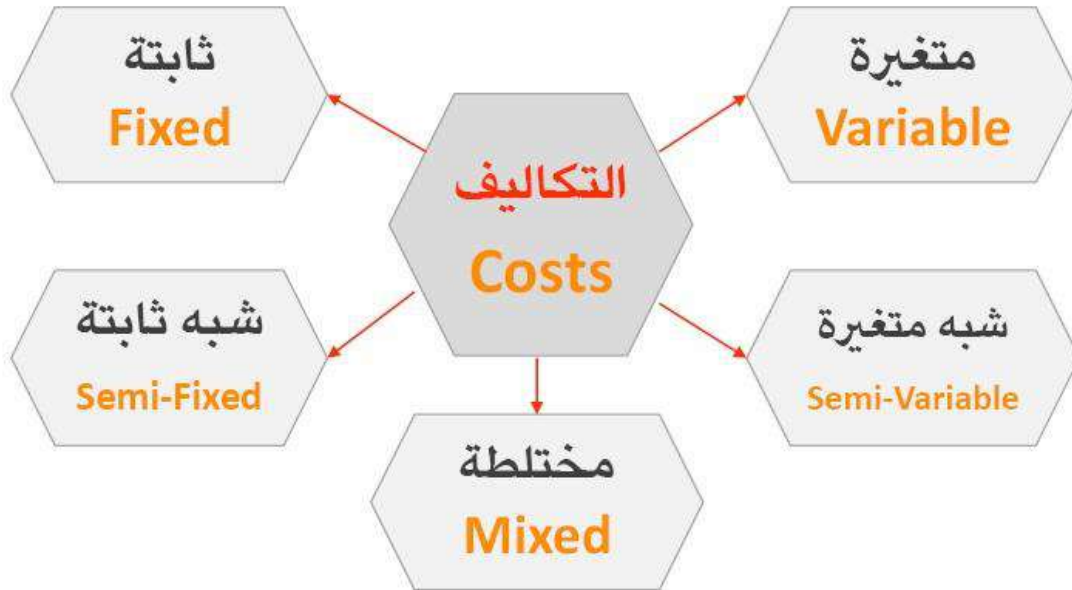 ثابتة
Fixed
متغيرة
Variable
التكاليف
Costs
شبه ثابتة
Semi-Fixed
شبه متغيرة
Semi-Variable
مختلطة
Mixed